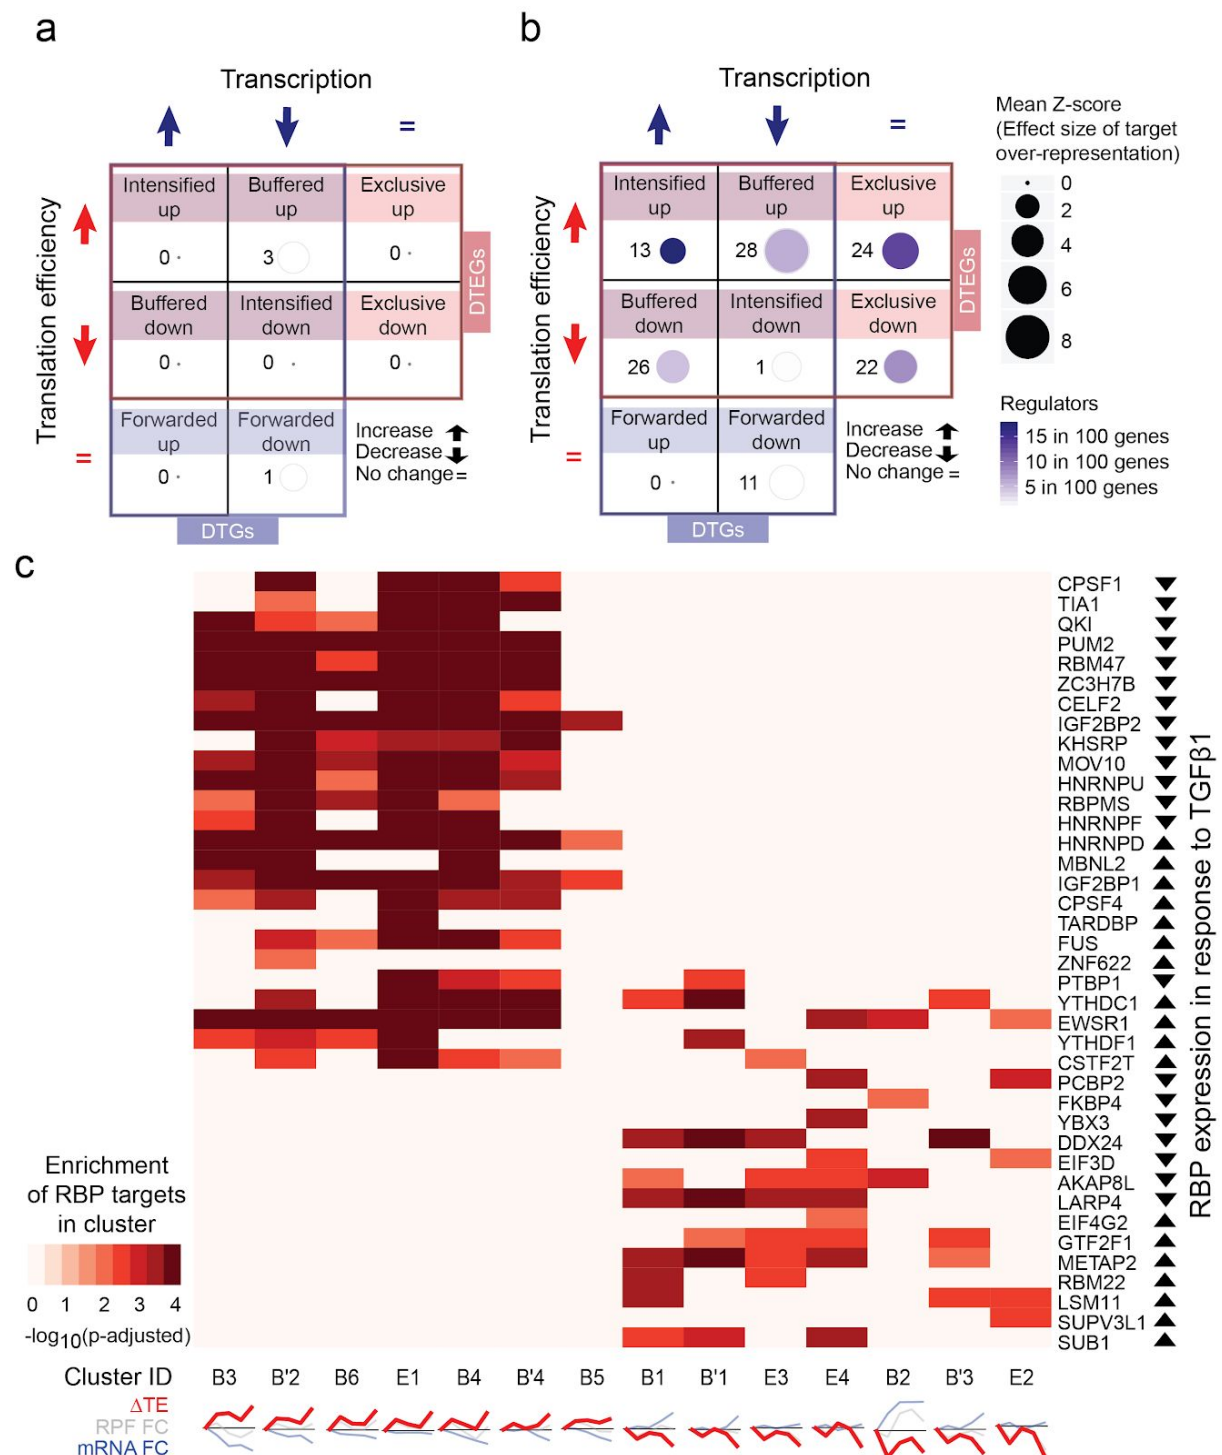 a
Transcription
=
Translation efficiency
=
Intensified up
Buffered up
Exclusive up
0
3
0
Buffered down
Intensified down
Exclusive down
0
0
0
Forwarded up
Forwarded down
0
1
Increase
Decrease
No change =
DTEGs
DTGs
b
Transcription
=
Translation efficiency
=
Intensified up
Buffered up
Exclusive up
13
28
24
Buffered down
Intensified down
Exclusive down
26
1
22
Forwarded up
Forwarded down
0
11
Increase
Decrease
No change =
DTEGs
DTGs
Mean Z-score
(Effect size of target
over-representation)
0
2
4
6
8
Regulators
15 in 100 genes
10 in 100 genes
5 in 100 genes
c
CPSF1
TIA1
QKI
PUM2
RBM47
ZC3H7B
CELF2
IGF2BP2
KHSRP
MOV10
HNRNPU
RBPMS
HNRNPF
HNRNPD
MBNL2
IGF2BP1
CPSF4
TARDBP
FUS
ZNF622
PTBP1
YTHDC1
EWSR1
YTHDF1
CSTF2T
PCBP2
FKBP4
YBX3
DDX24
EIF3D
AKAP8L
LARP4
EIF4G2
GTF2F1
METAP2
RBM22
LSM11
SUPV3L1
SUB1
RBP expression in response to TGFβ1
Enrichment
of RBP targets
in cluster
0 1 2 3 4
-log10(p-adjusted)
Cluster ID B3 B'2 B6 E1 B4 B'4 B5 B1 B'1 E3 E4 B2 B'3 E2
ΔTE
RPF FC
mRNA FC